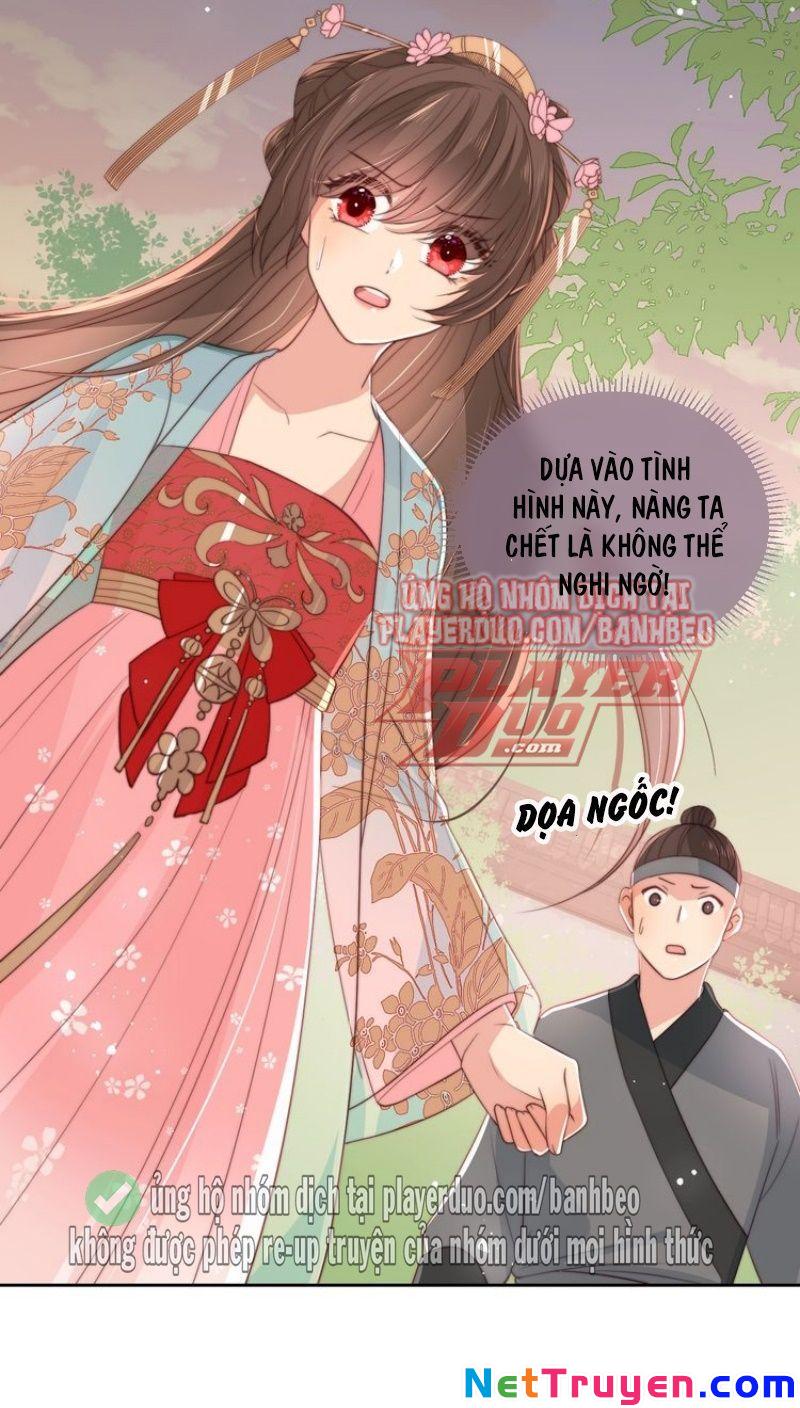 DỰA VÀO TÌNH
HÌNH NÀY, NÀNG TA
CHẾT LÀ KHÔNG THỂ
NGHI NGỜ!
ỦNG HỘ NHÓM DỊCH TẠI
PLAYERDUO.COM/BANHBEO
PLAYER
DUO
.com
DỌA NGỐC!
ủng hộ nhóm dịch tại playerduo.com/banhbeo
không được phép re-up truyện của nhóm dưới mọi hình thức
NetTruyen.com